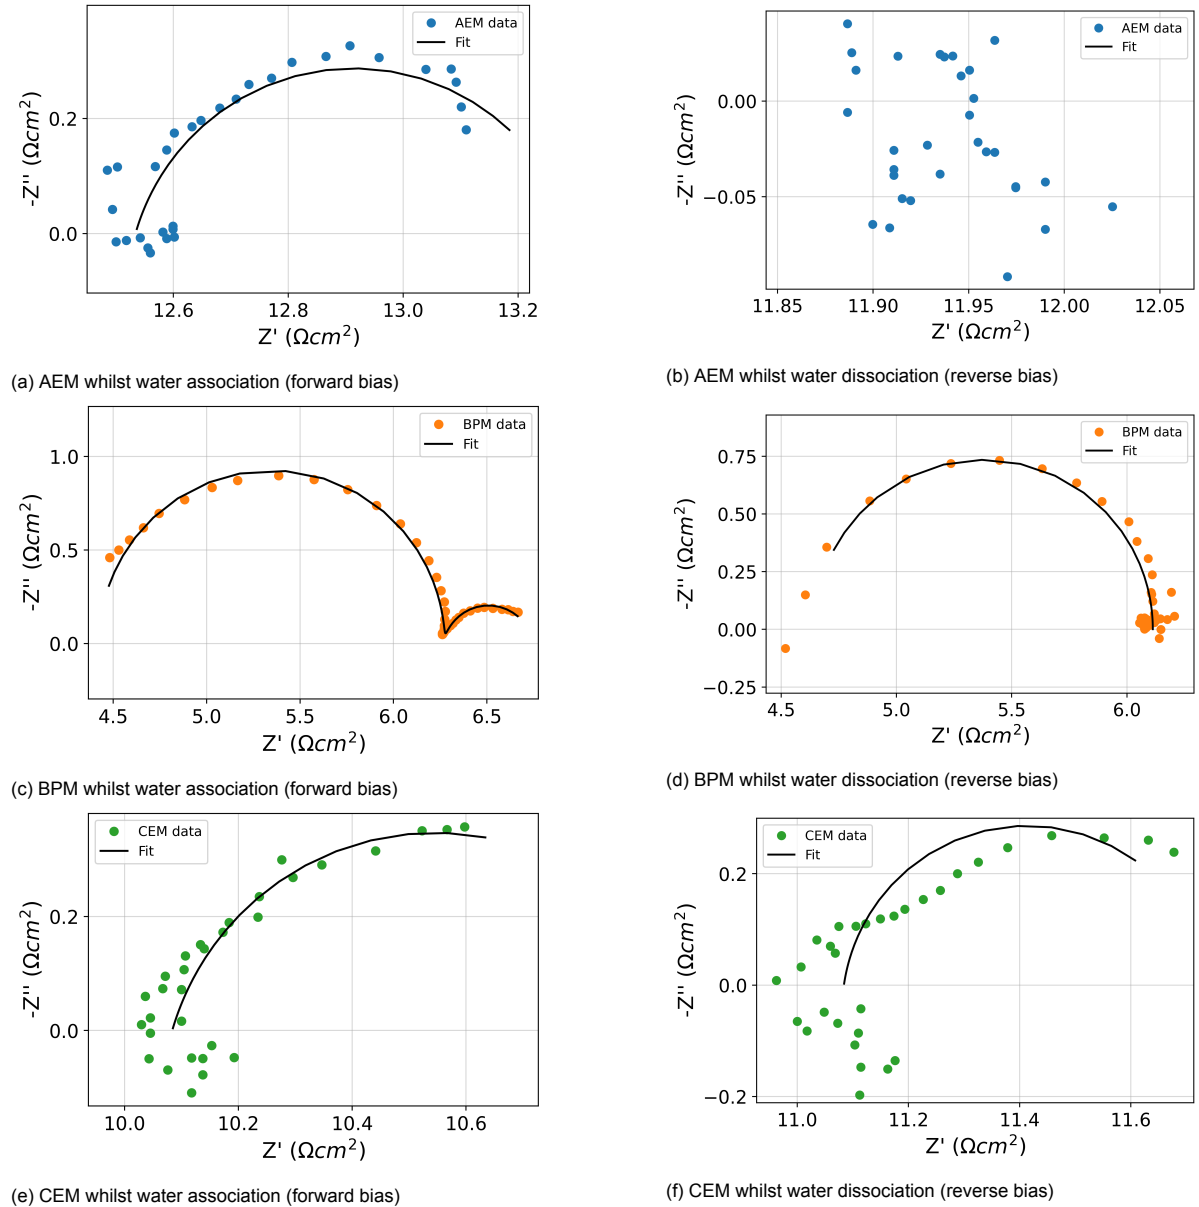 AEM data
Fit
0.2
0.0
-Z'' (Ωcm²)
12.6 12.8 13.0 13.2
Z' (Ωcm²)
(a) AEM whilst water association (forward bias)
AEM data
Fit
0.00
−0.05
-Z'' (Ωcm²)
11.85 11.90 11.95 12.00 12.05
Z' (Ωcm²)
(b) AEM whilst water dissociation (reverse bias)
BPM data
Fit
1.0
0.5
0.0
-Z'' (Ωcm²)
4.5 5.0 5.5 6.0 6.5
Z' (Ωcm²)
(c) BPM whilst water association (forward bias)
BPM data
Fit
0.75
0.50
0.25
0.00
−0.25
-Z'' (Ωcm²)
4.5 5.0 5.5 6.0
Z' (Ωcm²)
(d) BPM whilst water dissociation (reverse bias)
CEM data
Fit
0.2
0.0
-Z'' (Ωcm²)
10.0 10.2 10.4 10.6
Z' (Ωcm²)
(e) CEM whilst water association (forward bias)
CEM data
Fit
0.2
0.0
−0.2
-Z'' (Ωcm²)
11.0 11.2 11.4 11.6
Z' (Ωcm²)
(f) CEM whilst water dissociation (reverse bias)